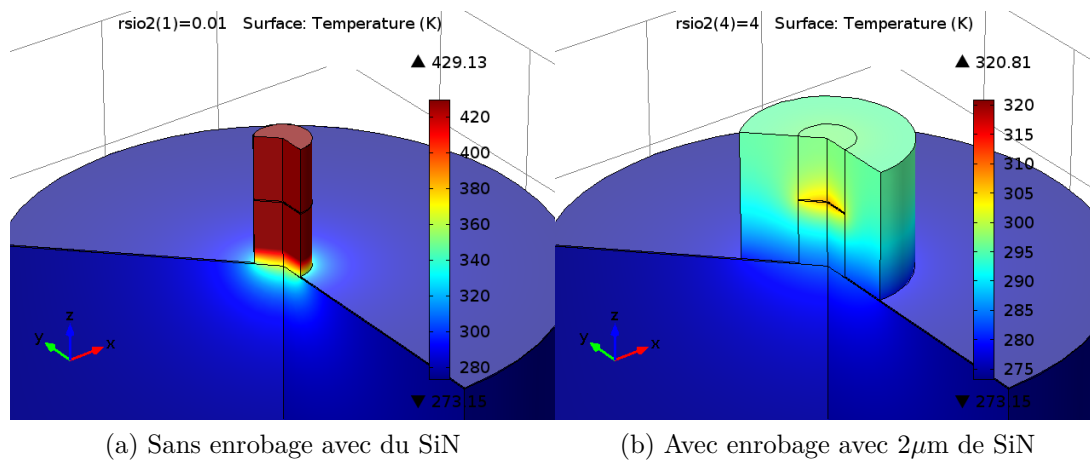 rsio2(1)=0.01 Surface: Temperature (K)
▲ 429.13
420
400
380
360
340
320
300
280
▼ 273.15
z
y
x
(a) Sans enrobage avec du SiN
rsio2(4)=4 Surface: Temperature (K)
▲ 320.81
320
315
310
305
300
295
290
285
280
275
▼ 273.15
z
y
x
(b) Avec enrobage avec 2μm de SiN